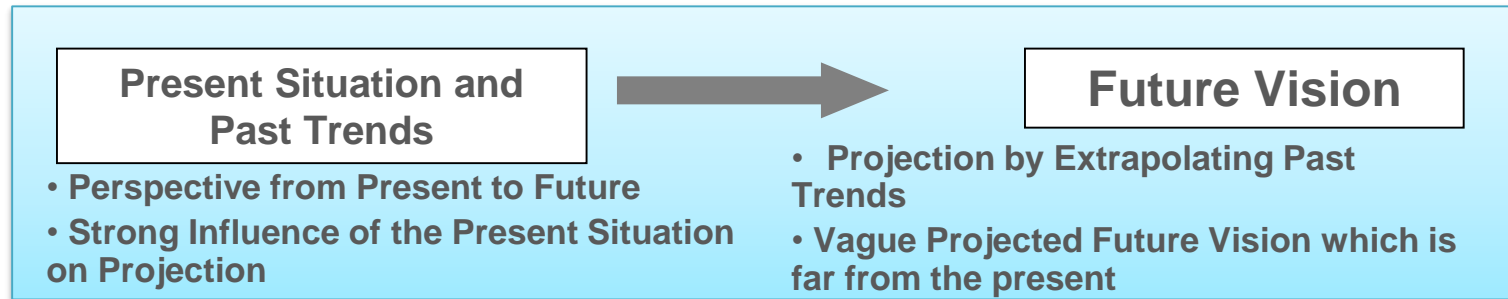 Present Situation and
Past Trends
• Perspective from Present to Future
• Strong Influence of the Present Situation
on Projection
Future Vision
• Projection by Extrapolating Past
Trends
• Vague Projected Future Vision which is
far from the present